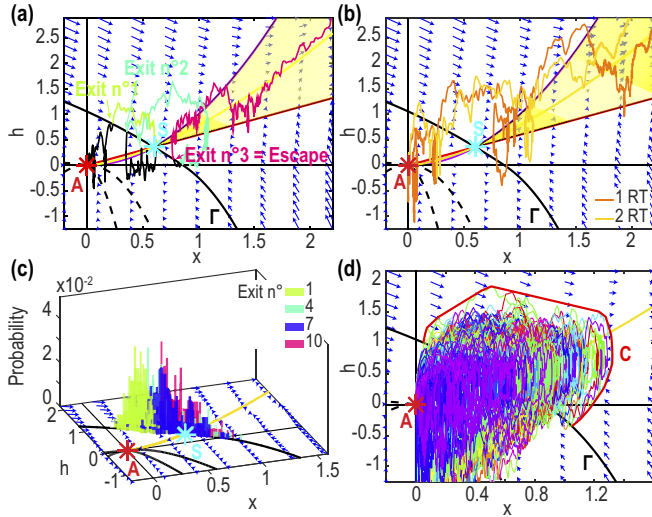 (a)
2.5
2
1.5
1
0.5
0
-0.5
-1
h
Exit n°1
Exit n°2
S
Exit n°3 = Escape
A
Γ
0 0.5 1 1.5 2
x
(b)
2.5
2
1.5
1
0.5
0
-0.5
-1
h
S
A
Γ
1 RT
2 RT
0 0.5 1 1.5 2
x
(c)
x10-2
4
2
0
Probability
Exit n°
1
4
7
10
2
1
0
-1
h
A
S
0 0.5 1 1.5
x
(d)
2
1.5
1
0.5
0
-0.5
-1
h
C
A
Γ
0 0.4 0.8 1.2
x